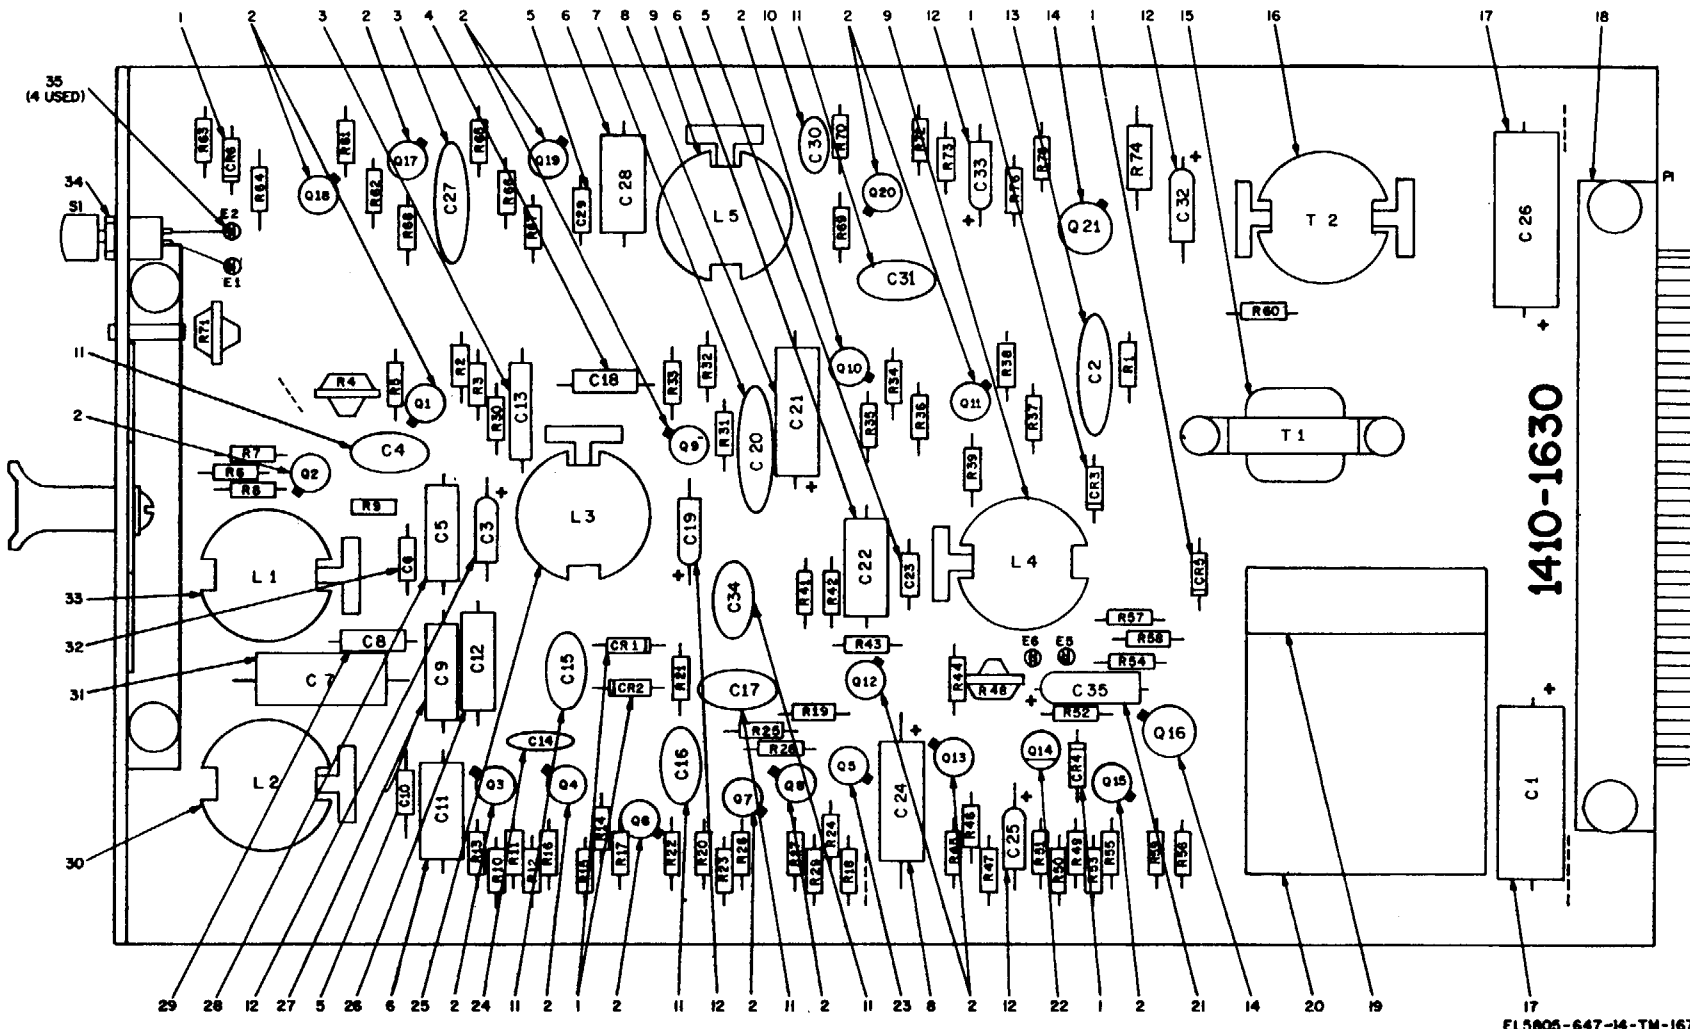 1 2 3 2 3 4 2 5 6 7 8 9 6 5 2 10 11 2 9 12 1 13 14 1 12 15 16 17 18
35
(4 USED)
R63 CR6 R64 R61 R62 Q18 Q17 R68 C27 R65 R66 Q19 R67 C29 C28 L5 C30 R70 R69 Q20 R72 R73 C33 R76 R75 Q21 R74 C32 T2 C26 P1
34
S1
E2
E1
C31
R60
R71
11
R4 R5 Q1 R2 R3 R30 C13 C18 R33 R32 R31 C20 C21 Q10 R34 R35 R36 Q11 R38 R37 C2 R1
2
R7 R6 R8 Q2 C4 Q9 R39 CR3 T1
R9 C5 C3 L3 C19 C22 C23 L4 CR5
1410-1630
L1 C6 C34 R41 R42
33
32
R57
C8 C9 C12 C15 CR1 R21 R43 E6 E5 R58
31
C7 CR2 C17 Q12 R44 R48 R54 C35
R19 R52
R25 Q16
C14 C16 R26 Q5 Q13 Q14 CR4
L2 C10 C11 Q3 Q4 Q7 Q8 C24 Q15 C1
30
R13 R10 R11 R12 R16 R15 R14 R17 Q6 R22 R20 R23 R28 R27 R29 R24 R18 R45 R46 R47 C25 R51 R50 R49 R53 R55 R59 R56
29 28 12 27 5 26 6 25 2 24 11 2 1 2 11 12 2 11 2 11 23 8 2 12 22 1 2 21 14 20 19 17
EL5805-647-14-TM-167